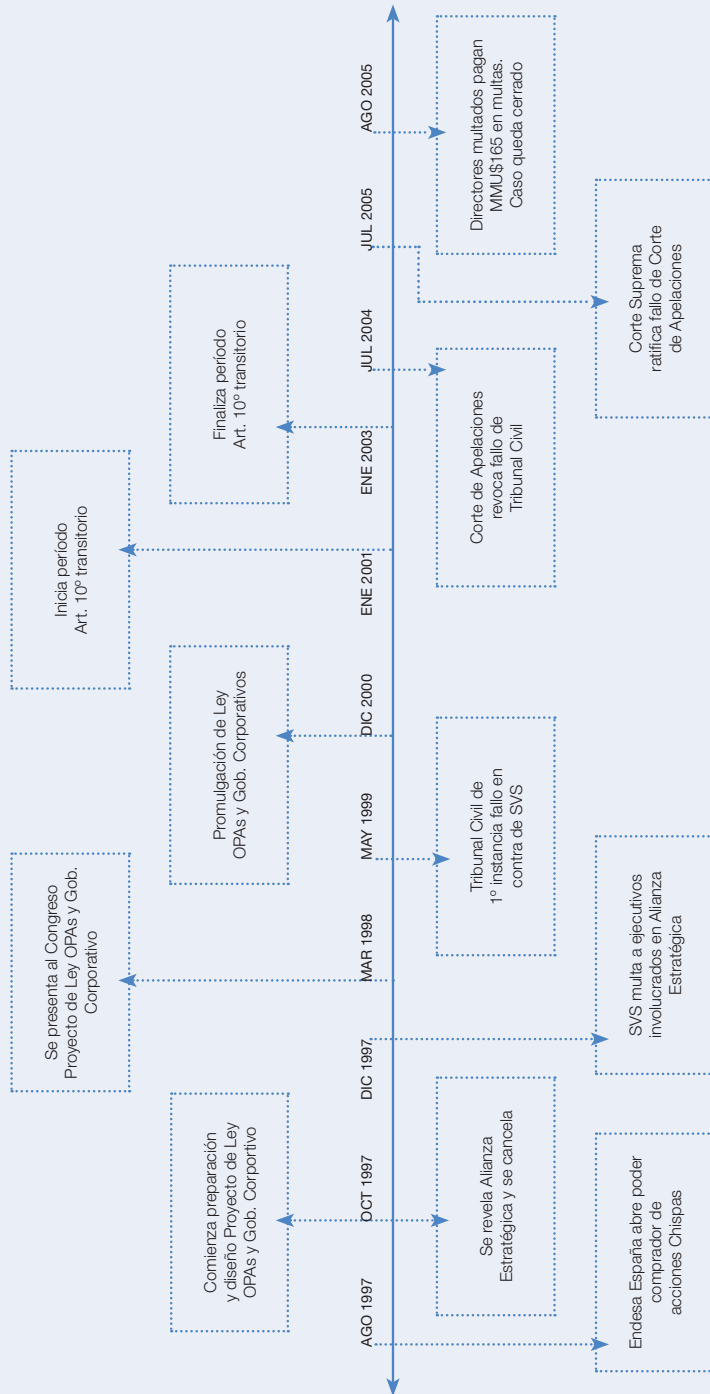 Se presenta al Congreso
Proyecto de Ley OPAs y Gob.
Corporativo
Inicia período
Art. 10º transitorio
Comienza preparación
y diseño Proyecto de Ley
OPAs y Gob. Corportivo
Promulgación de Ley
OPAs y Gob. Corporativos
Finaliza período
Art. 10º transitorio
AGO 1997
OCT 1997
DIC 1997
MAR 1998
MAY 1999
DIC 2000
ENE 2001
ENE 2003
JUL 2004
JUL 2005
AGO 2005
Se revela Alianza
Estratégica y se cancela
Tribunal Civil de
1º instancia fallo en
contra de SVS
Corte de Apelaciones
revoca fallo de
Tribunal Civil
Directores multados pagan
MMU$165 en multas.
Caso queda cerrado
Endesa España abre poder
comprador de
acciones Chispas
SVS multa a ejecutivos
involucrados en Alianza
Estratégica
Corte Suprema
ratifica fallo de Corte
de Apelaciones